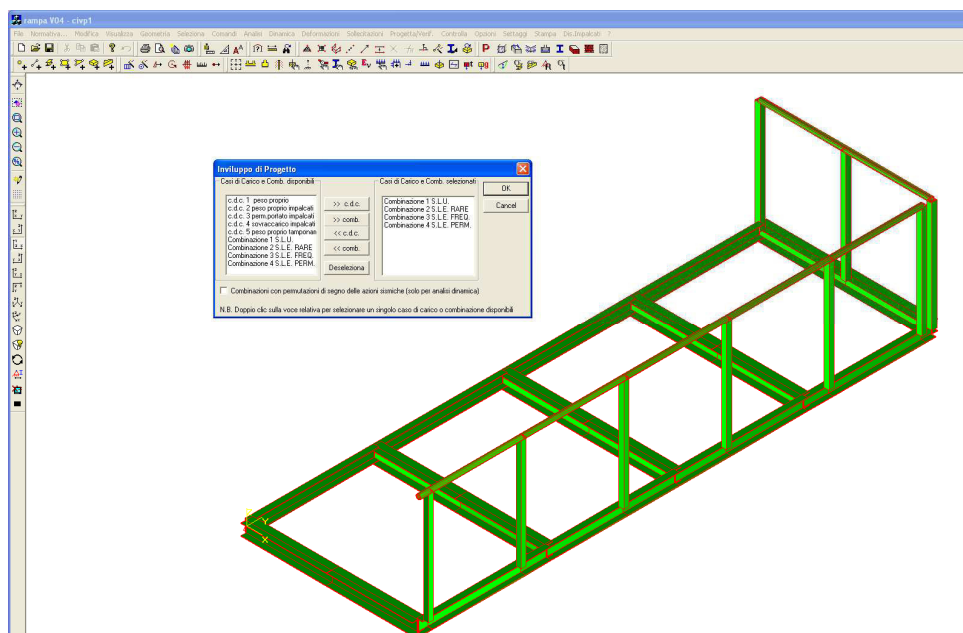 rampa V04 - civp1
File Normativa... Modifica Visualizza Geometria Seleziona Comandi Analisi Dinamica Deformazioni Sollecitazioni Progetto/Verif. Controlla Opzioni Settaggi Stampa Dis.Impalcati ?
Inviluppo di Progetto
Casi di Carico e Comb. disponibili
Casi di Carico e Comb. selezionati
c.d.c. 1 peso proprio
c.d.c. 2 peso proprio impalcati
c.d.c. 3 perm.portato impalcati
c.d.c. 4 sovraccarico impalcati
c.d.c. 5 peso proprio tamponan
Combinazione 1 S.L.U.
Combinazione 2 S.L.E. RARE
Combinazione 3 S.L.E. FREQ.
Combinazione 4 S.L.E. PERM.
>> c.d.c.
>> comb.
<< c.d.c.
<< comb.
Deseleziona
Combinazione 1 S.L.U.
Combinazione 2 S.L.E. RARE
Combinazione 3 S.L.E. FREQ.
Combinazione 4 S.L.E. PERM.
OK
Cancel
Combinazioni con permutazioni di segno delle azioni sismiche (solo per analisi dinamica)
N.B. Doppio clic sulla voce relativa per selezionare un singolo caso di carico o combinazione disponibili
Y
X